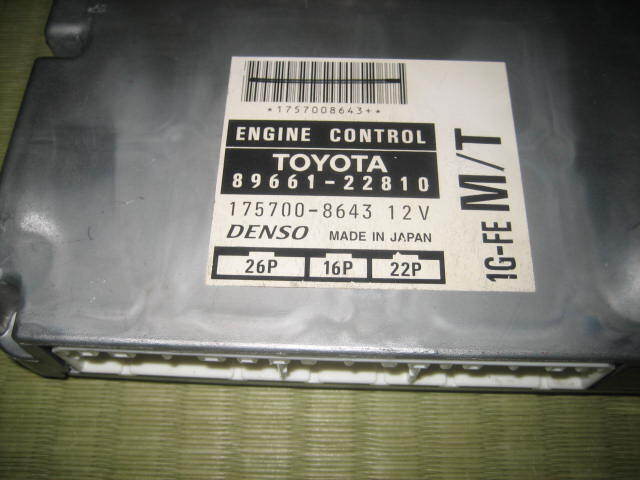 *1757008643+*
ENGINE CONTROL
TOYOTA
89661-22810
175700-8643 12V
DENSO MADE IN JAPAN
26P 16P 22P
1G-FE M/T